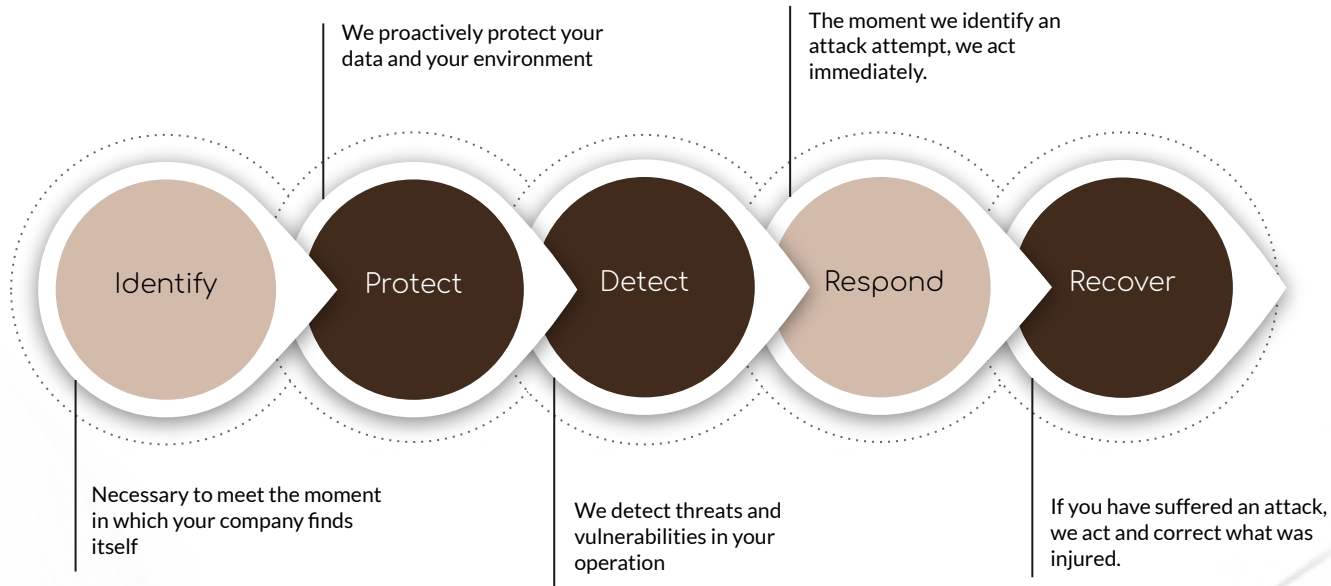 We proactively protect your
data and your environment
The moment we identify an
attack attempt, we act
immediately.
Identify
Protect
Detect
Respond
Recover
Necessary to meet the moment
in which your company finds
itself
We detect threats and
vulnerabilities in your
operation
If you have suffered an attack,
we act and correct what was
injured.